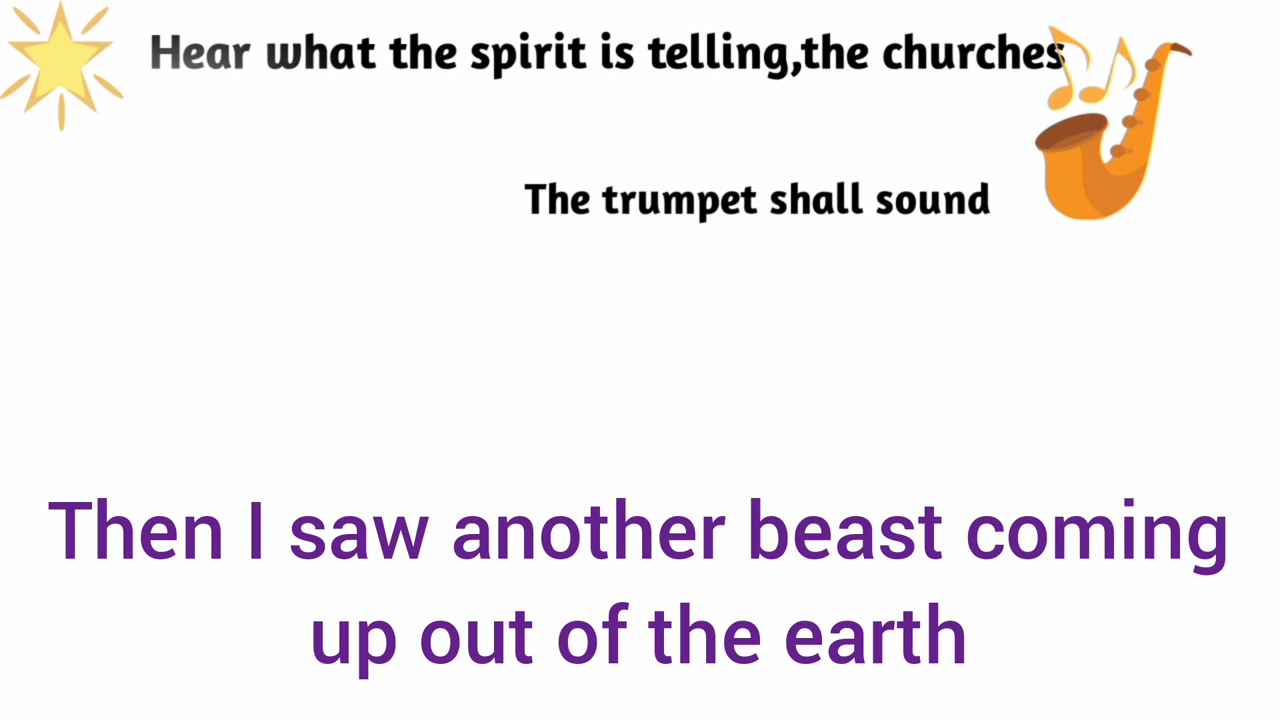 Hear what the spirit is telling,the churches
The trumpet shall sound
Then I saw another beast coming
up out of the earth